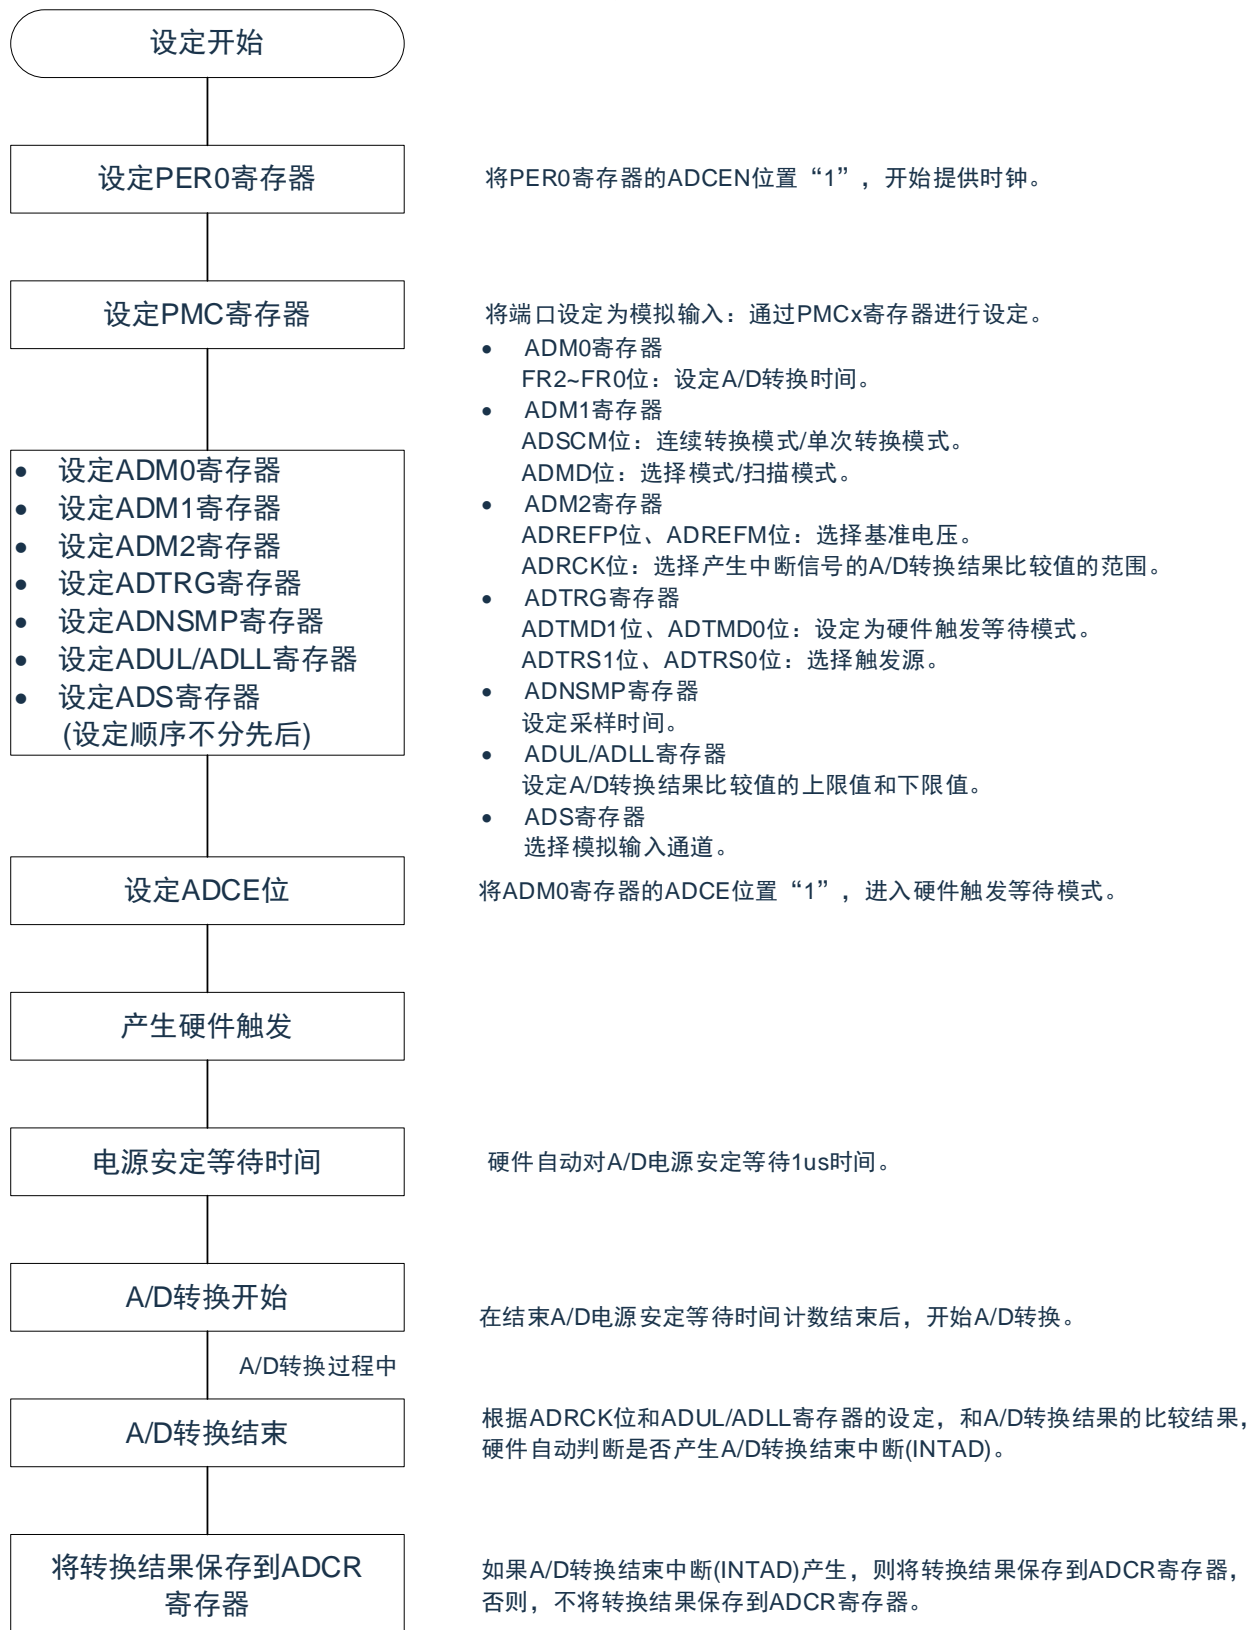 设定开始
设定PER0寄存器
将PER0寄存器的ADCEN位置“1”，开始提供时钟。
设定PMC寄存器
将端口设定为模拟输入：通过PMCx寄存器进行设定。
• 设定ADM0寄存器
• 设定ADM1寄存器
• 设定ADM2寄存器
• 设定ADTRG寄存器
• 设定ADNSMP寄存器
• 设定ADUL/ADLL寄存器
• 设定ADS寄存器
(设定顺序不分先后)
• ADM0寄存器
FR2~FR0位：设定A/D转换时间。
• ADM1寄存器
ADSCM位：连续转换模式/单次转换模式。
ADMD位：选择模式/扫描模式。
• ADM2寄存器
ADREFP位、ADREFM位：选择基准电压。
ADRCK位：选择产生中断信号的A/D转换结果比较值的范围。
• ADTRG寄存器
ADTMD1位、ADTMD0位：设定为硬件触发等待模式。
ADTRS1位、ADTRS0位：选择触发源。
• ADNSMP寄存器
设定采样时间。
• ADUL/ADLL寄存器
设定A/D转换结果比较值的上限值和下限值。
• ADS寄存器
选择模拟输入通道。
设定ADCE位
将ADM0寄存器的ADCE位置“1”，进入硬件触发等待模式。
产生硬件触发
电源安定等待时间
硬件自动对A/D电源安定等待1us时间。
A/D转换开始
在结束A/D电源安定等待时间计数结束后，开始A/D转换。
A/D转换过程中
A/D转换结束
根据ADRCK位和ADUL/ADLL寄存器的设定，和A/D转换结果的比较结果，
硬件自动判断是否产生A/D转换结束中断(INTAD)。
将转换结果保存到ADCR
寄存器
如果A/D转换结束中断(INTAD)产生，则将转换结果保存到ADCR寄存器，
否则，不将转换结果保存到ADCR寄存器。